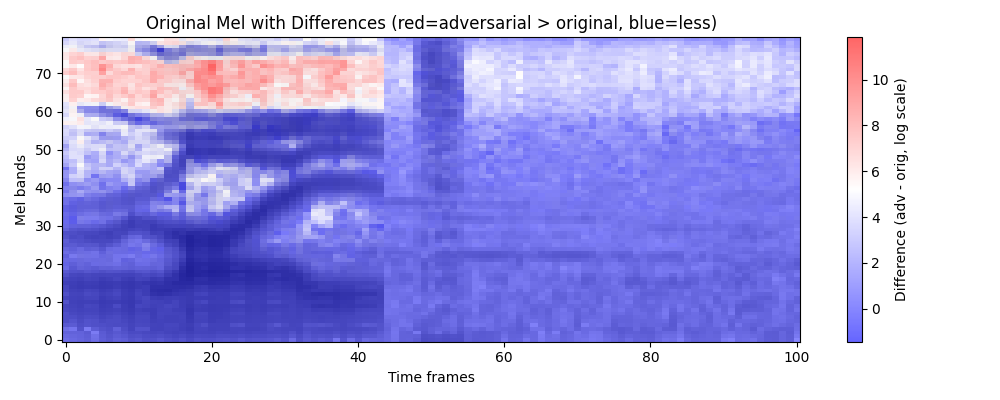 Original Mel with Differences (red=adversarial > original, blue=less)
70
60
50
40
30
20
10
0
Mel bands
0 20 40 60 80 100
Time frames
10
8
6
4
2
0
Difference (adv - orig, log scale)